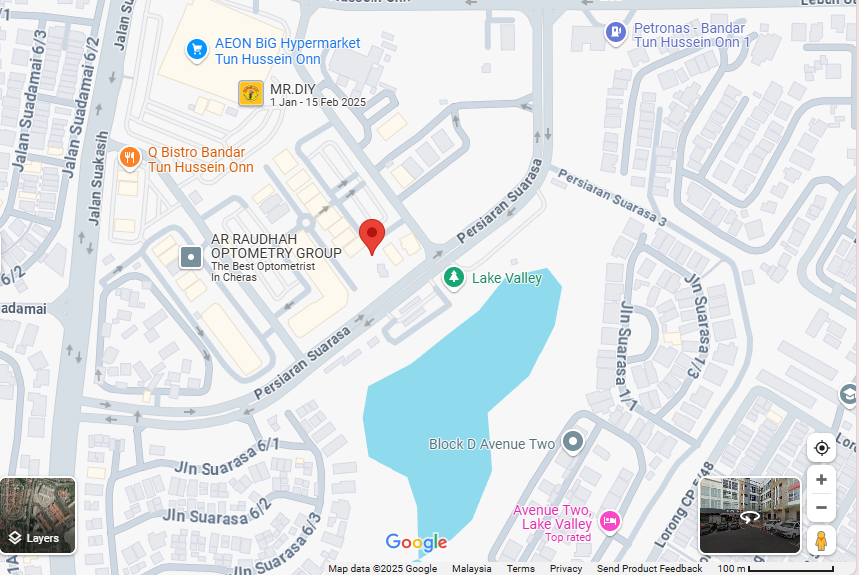 Hussein Onn
Lebuh
AEON BiG Hypermarket
Tun Hussein Onn
Petronas - Bandar
Tun Hussein Onn 1
MR.DIY
1 Jan - 15 Feb 2025
Jalan Suadamai 6/3
Jalan Suadamai 6/2
Jalan Sua
Jalan Suakasih
Q Bistro Bandar
Tun Hussein Onn
Persiaran Suarasa
Persiaran Suarasa 3
AR RAUDHAH
OPTOMETRY GROUP
The Best Optometrist
In Cheras
6/2
adamai
Lake Valley
Jln Suarasa 1/3
Jln Suarasa 1/1
Persiaran Suarasa
Block D Avenue Two
Jln Suarasa 6/1
Jln Suarasa 6/2
Jln Suarasa 6/3
Avenue Two,
Lake Valley
Top rated
Lorong CP 5/48
Lo
Layers
Google
Map data ©2025 Google Malaysia Terms Privacy Send Product Feedback 100 m